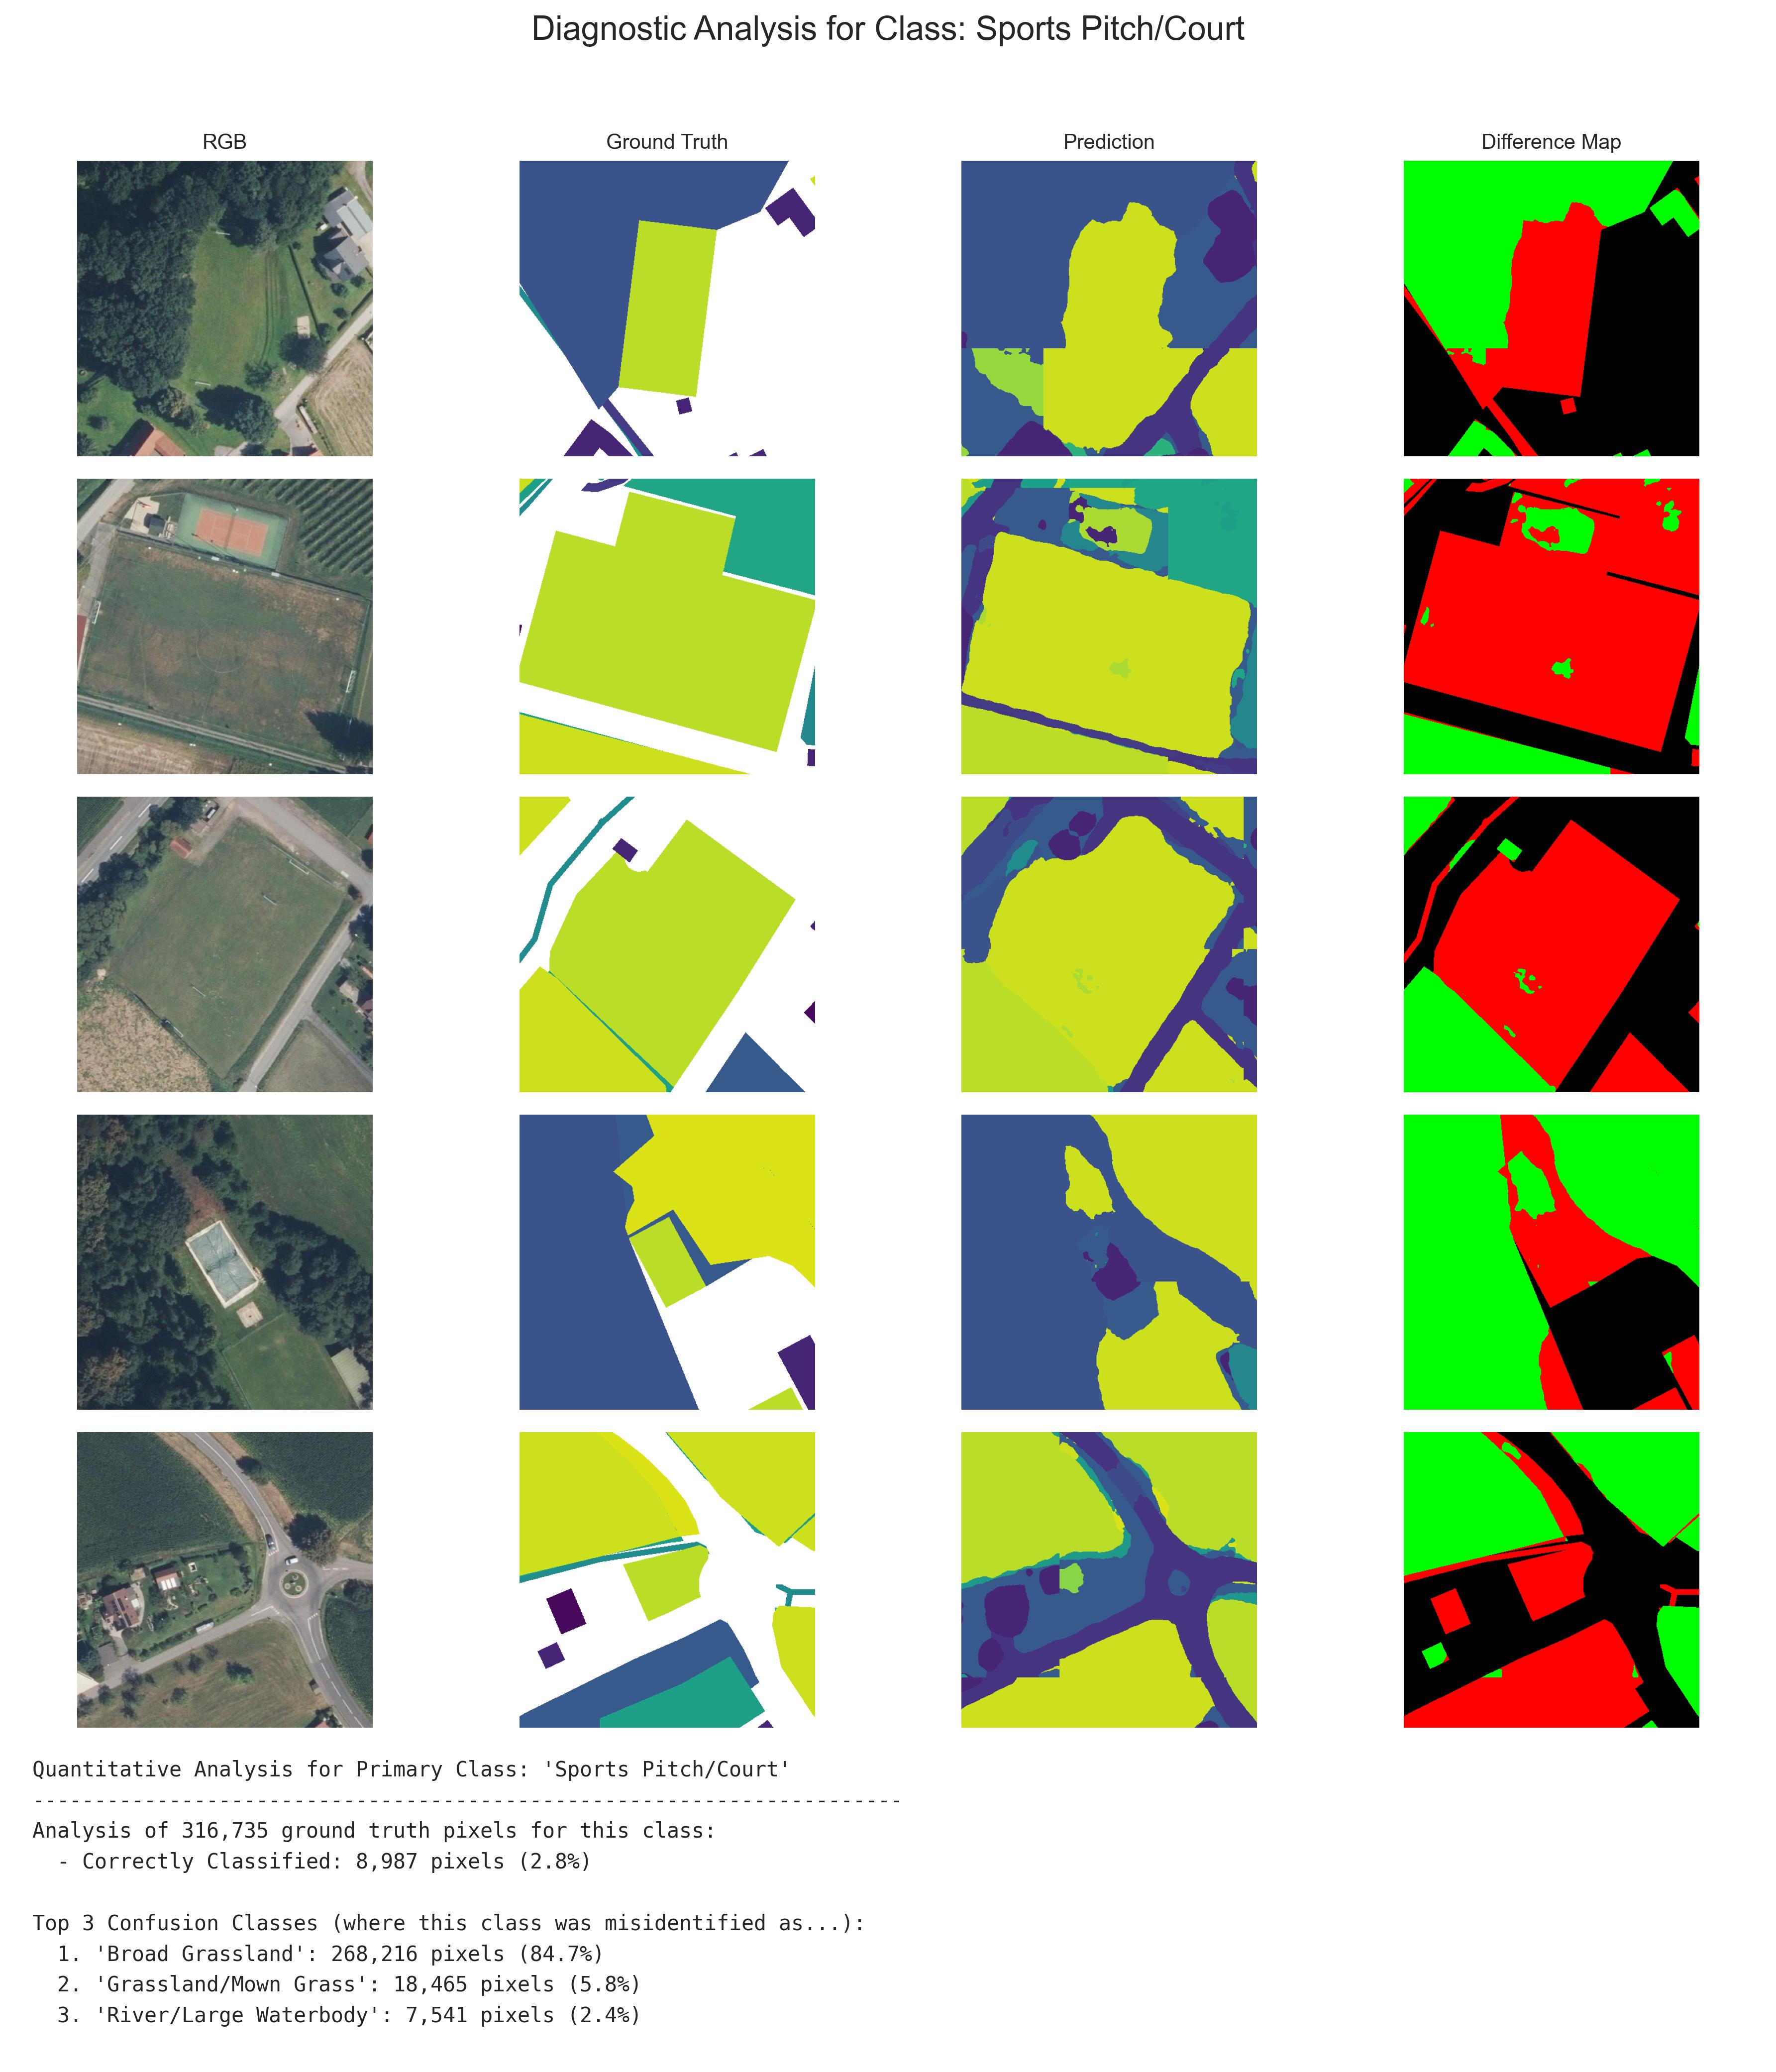 Diagnostic Analysis for Class: Sports Pitch/Court
RGB
Ground Truth
Prediction
Difference Map
Quantitative Analysis for Primary Class: 'Sports Pitch/Court'
----------------------------------------------------------------------
Analysis of 316,735 ground truth pixels for this class:
- Correctly Classified: 8,987 pixels (2.8%)
Top 3 Confusion Classes (where this class was misidentified as...):
1. 'Broad Grassland': 268,216 pixels (84.7%)
2. 'Grassland/Mown Grass': 18,465 pixels (5.8%)
3. 'River/Large Waterbody': 7,541 pixels (2.4%)